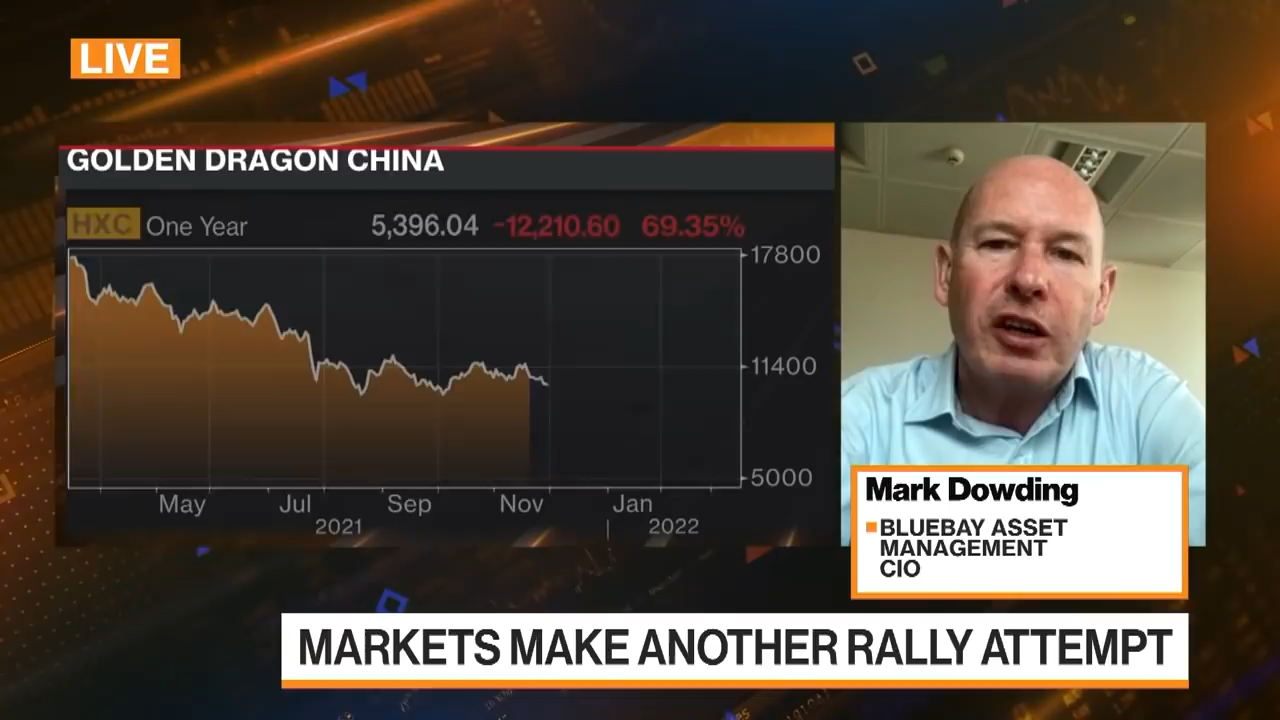 LIVE
GOLDEN DRAGON CHINA
HXC One Year 5,396.04 -12,210.60 69.35%
17800
11400
5000
May Jul Sep Nov Jan
2021 2022
Mark Dowding
BLUEBAY ASSET
MANAGEMENT
CIO
MARKETS MAKE ANOTHER RALLY ATTEMPT